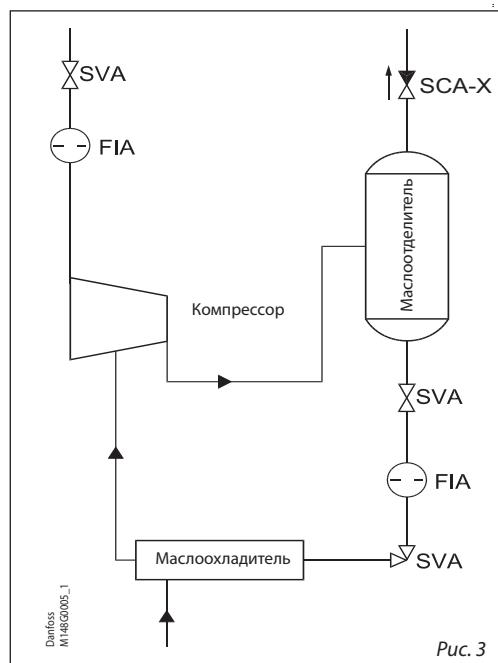 SVA
SCA-X
FIA
Маслоотделитель
Компрессор
SVA
FIA
Маслоохладитель
SVA
Danfoss
M148G0005_1
Рис. 3